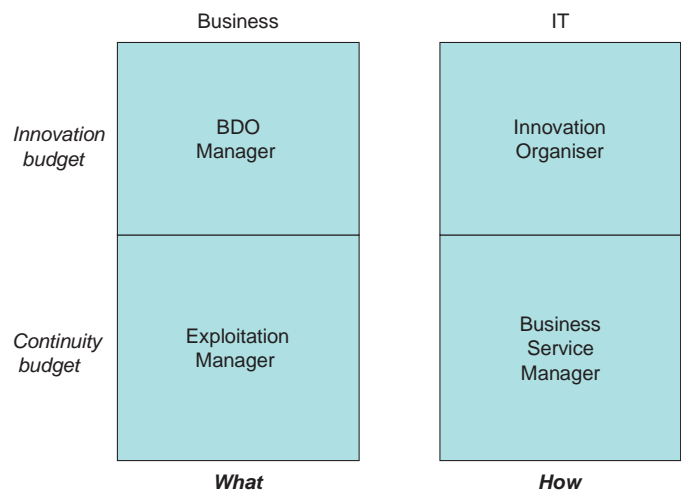 Business
IT
Innovation
budget
BDO
Manager
Innovation
Organiser
Continuity
budget
Exploitation
Manager
Business
Service
Manager
What
How